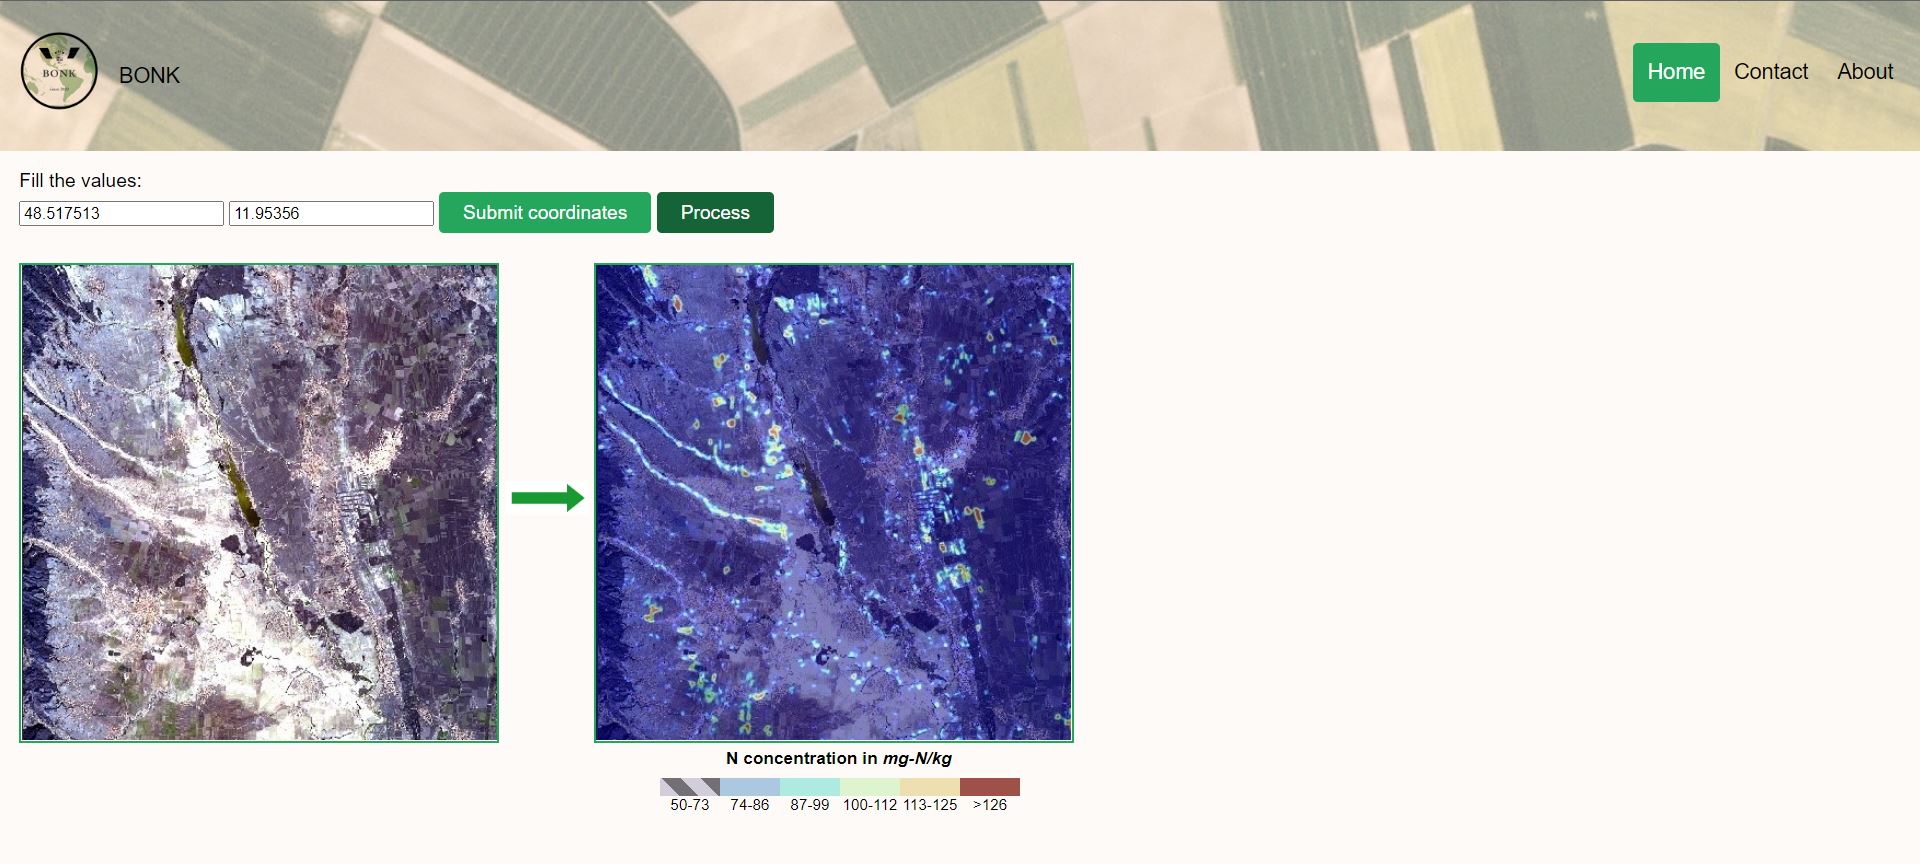 BONK
BONK
Home
Contact
About
Fill the values:
48.517513
11.95356
Submit coordinates
Process
N concentration in mg-N/kg
50-73 74-86 87-99 100-112 113-125 >126